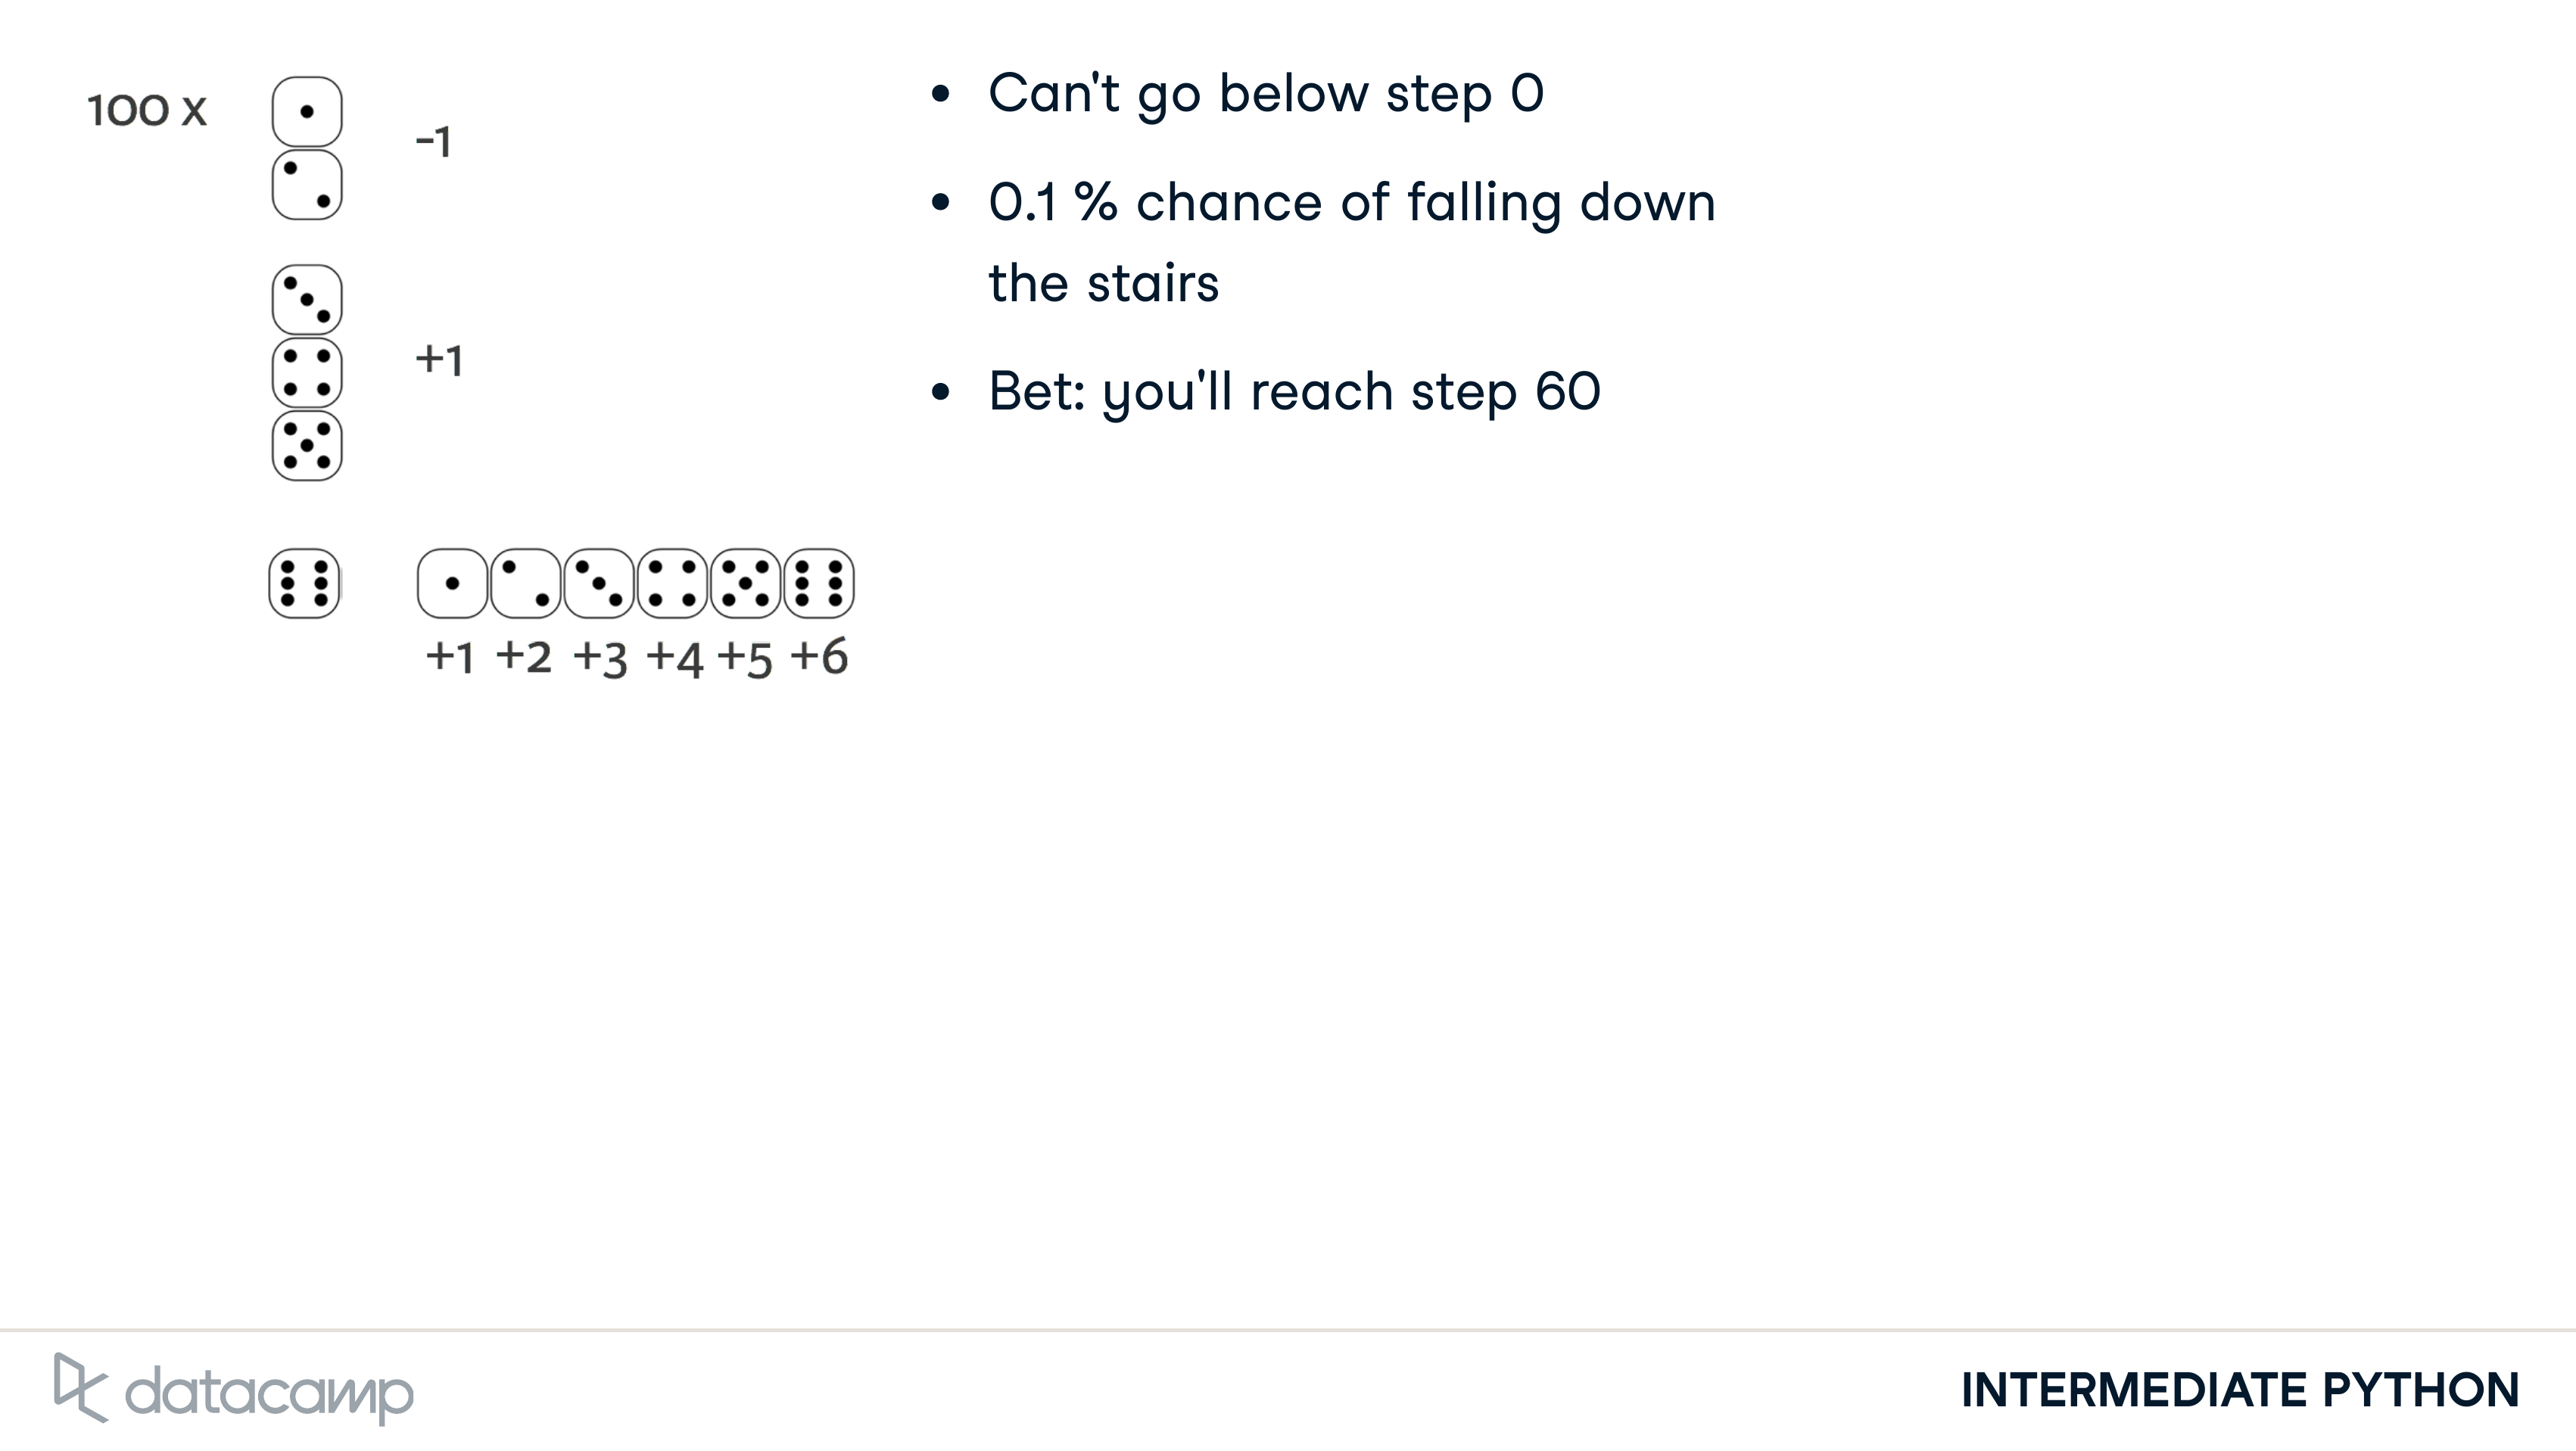 100 x
-1
+1
+1 +2 +3 +4 +5 +6
• Can't go below step 0
• 0.1 % chance of falling down
the stairs
• Bet: you'll reach step 60
datacamp
INTERMEDIATE PYTHON